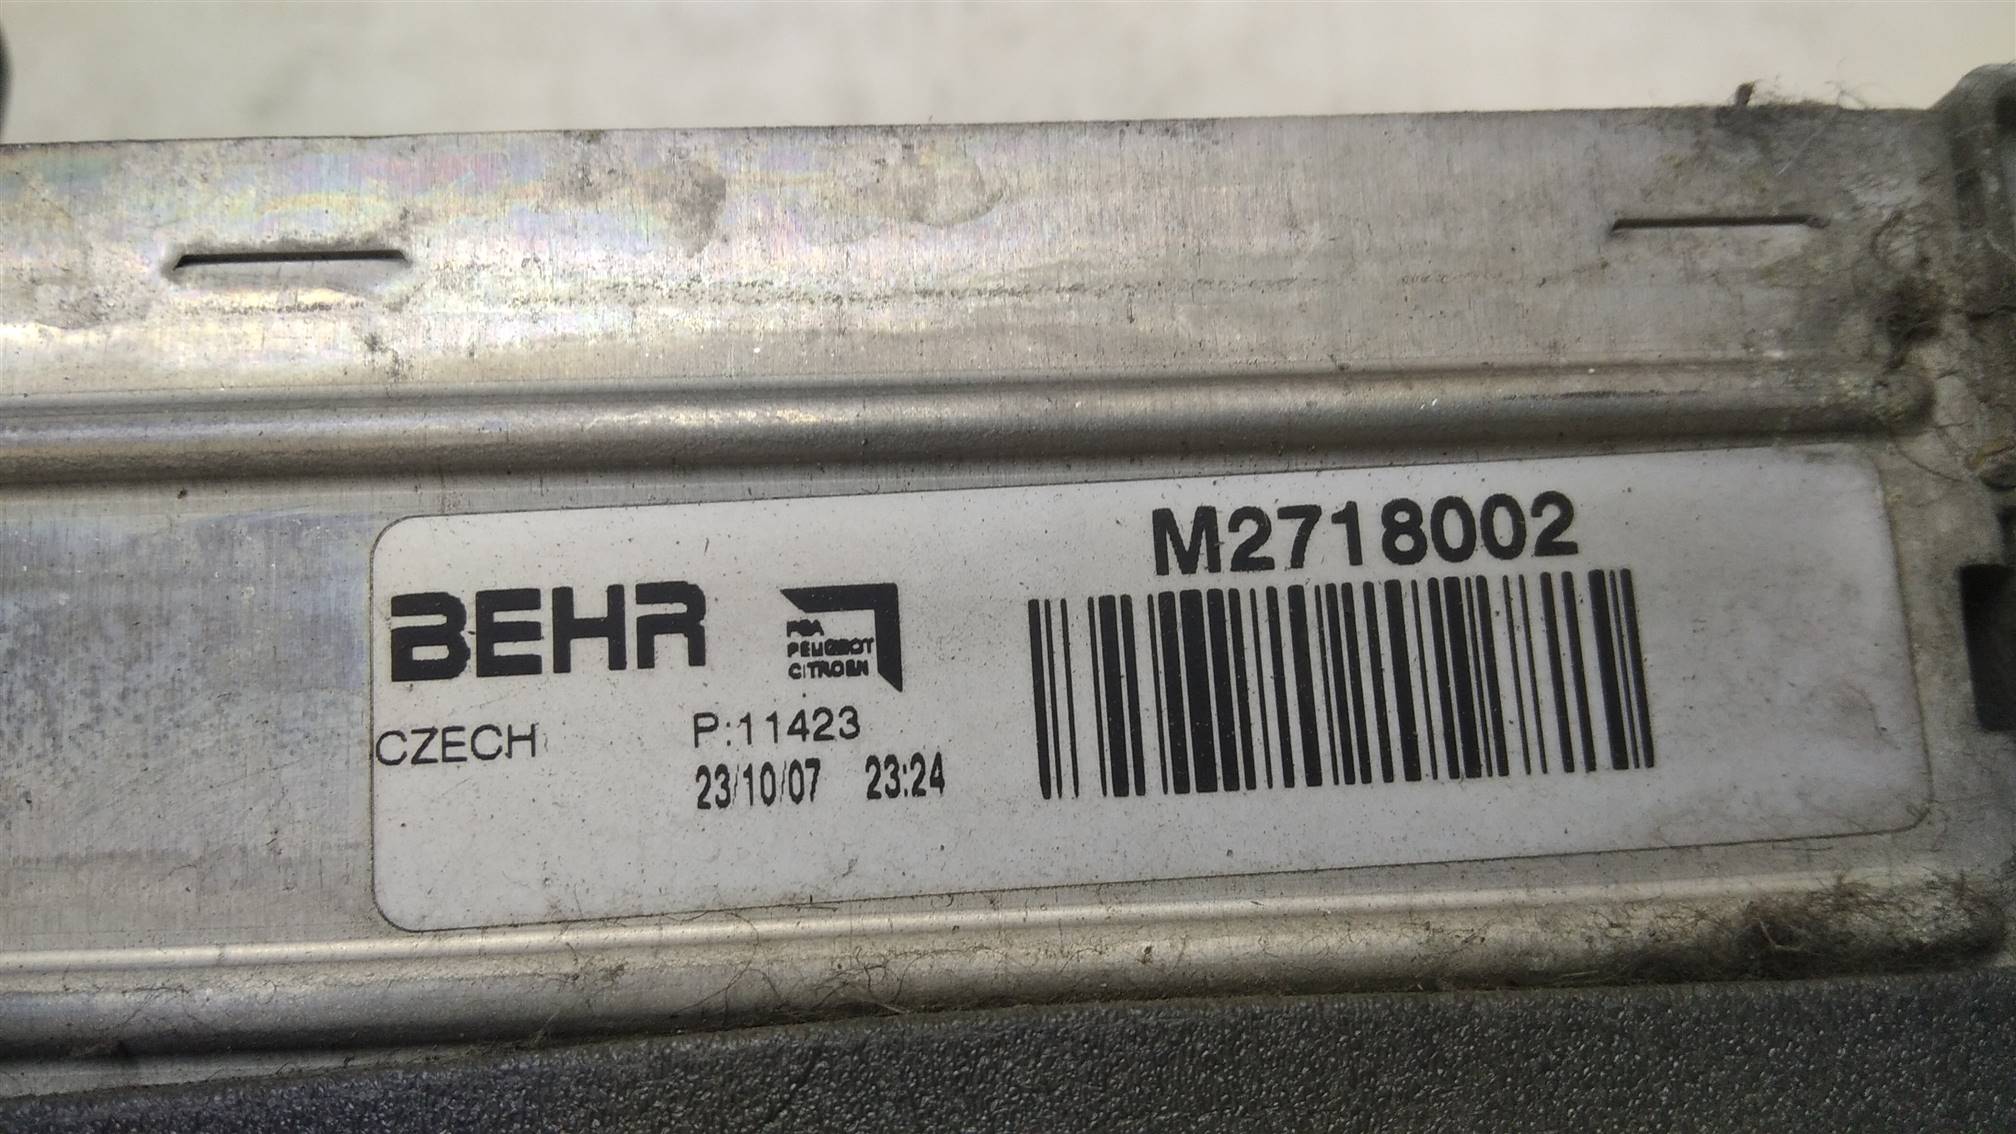 M2718002
BEHR
PSA
PEUGEOT
CITROEN
CZECH
P:11423
23/10/07 23:24